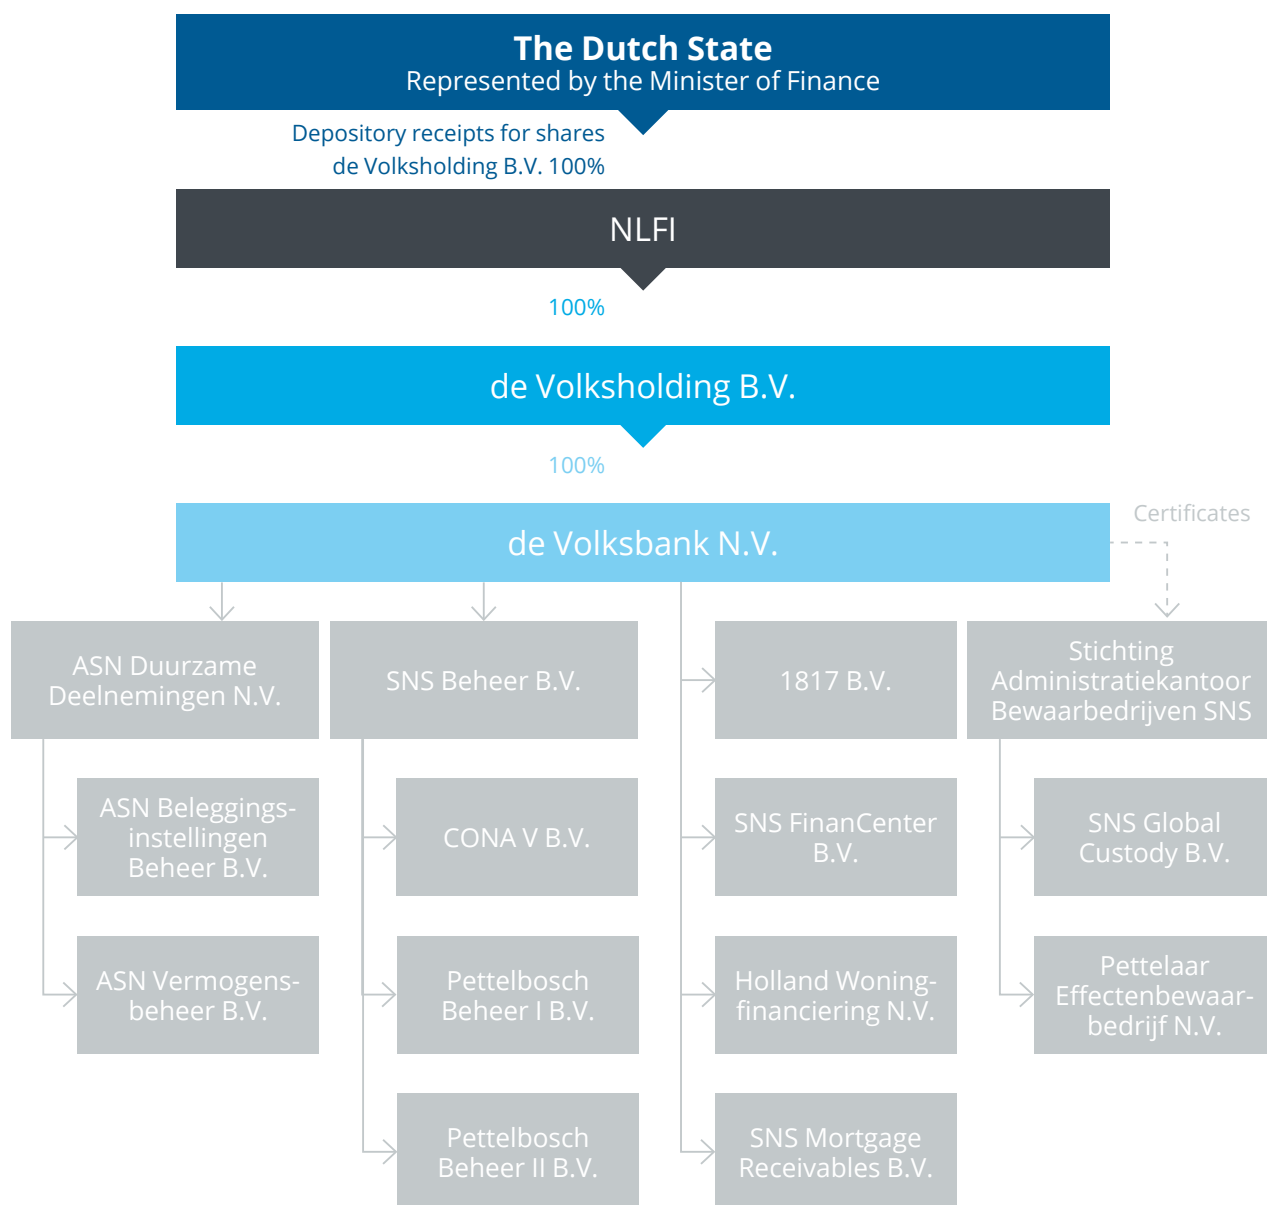 The Dutch State
Represented by the Minister of Finance
Depository receipts for shares
de Volksholding B.V. 100%
NLFI
100%
de Volksholding B.V.
100%
de Volksbank N.V.
Certificates
ASN Duurzame
Deelnemingen N.V.
SNS Beheer B.V.
1817 B.V.
Stichting
Administratiekantoor
Bewaarbedrijven SNS
ASN Beleggings-
instellingen
Beheer B.V.
CONA V B.V.
SNS FinanCenter
B.V.
SNS Global
Custody B.V.
ASN Vermogens-
beheer B.V.
Pettelbosch
Beheer I B.V.
Holland Woning-
financiering N.V.
Pettelaar
Effectenbewaar-
bedrijf N.V.
Pettelbosch
Beheer II B.V.
SNS Mortgage
Receivables B.V.